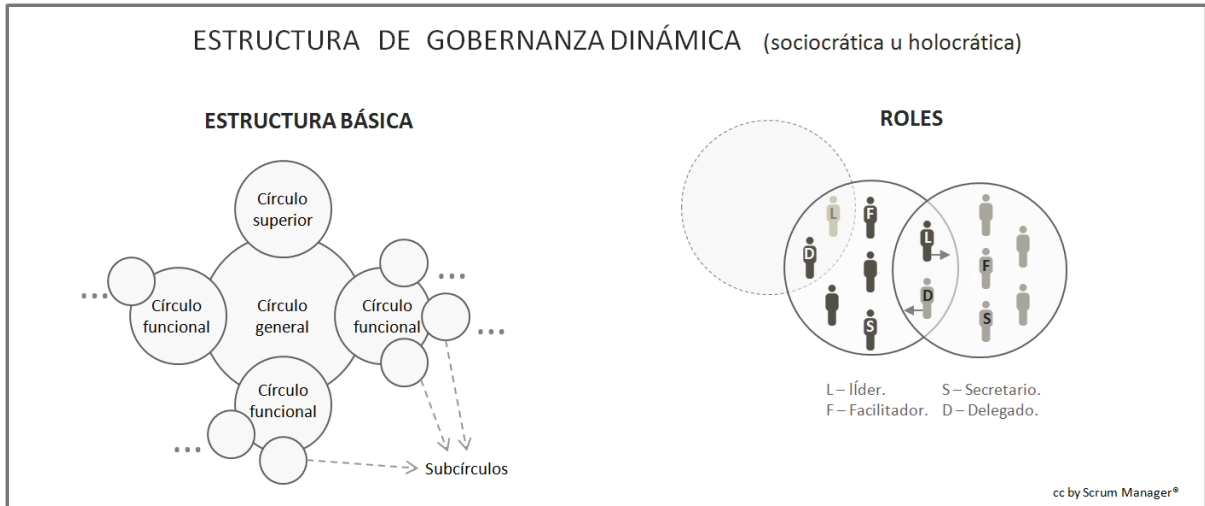 ESTRUCTURA DE GOBERNANZA DINÁMICA (sociocrática u holocrática)
ESTRUCTURA BÁSICA
Círculo
superior
Círculo
funcional
Círculo
general
Círculo
funcional
Círculo
funcional
...
...
...
...
Subcírculos
ROLES
L
F
D
L
D
S
F
S
L – lÍder.
S – Secretario.
F – Facilitador.
D – Delegado.
cc by Scrum Manager®